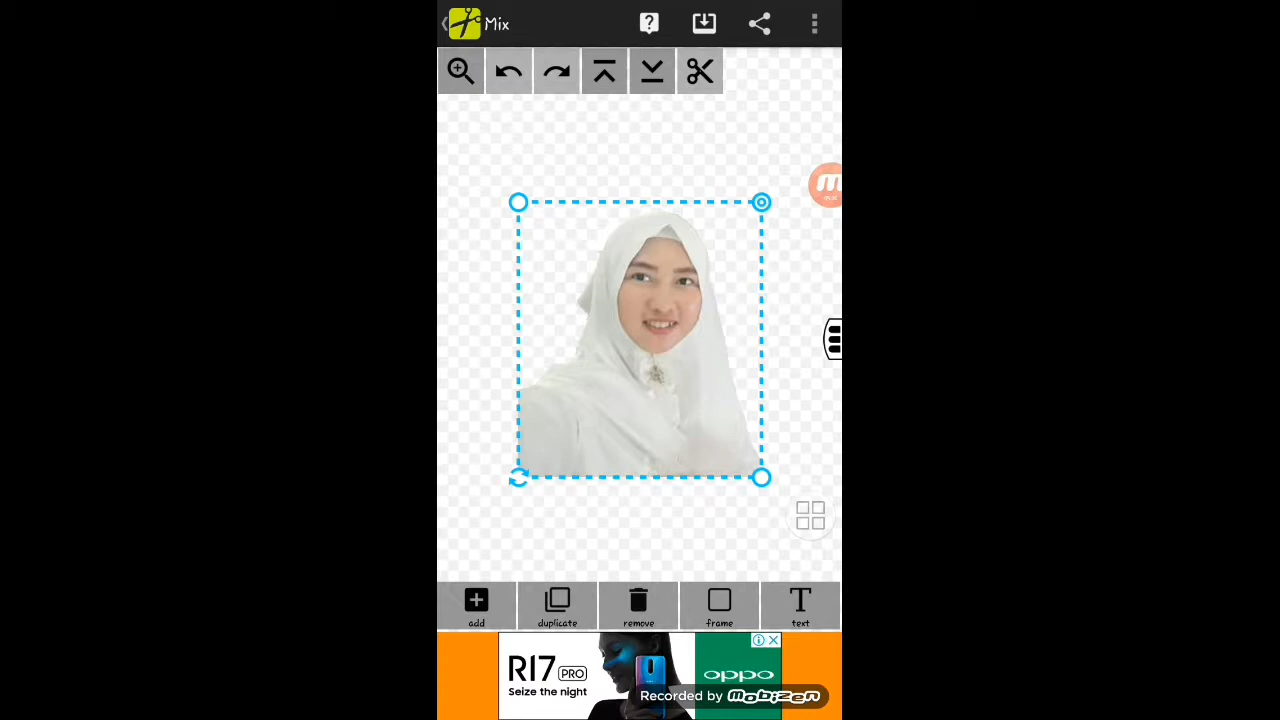 Mix
add
duplicate
remove
frame
text
R17 PRO
Seize the night
oppo
Recorded by mobizen